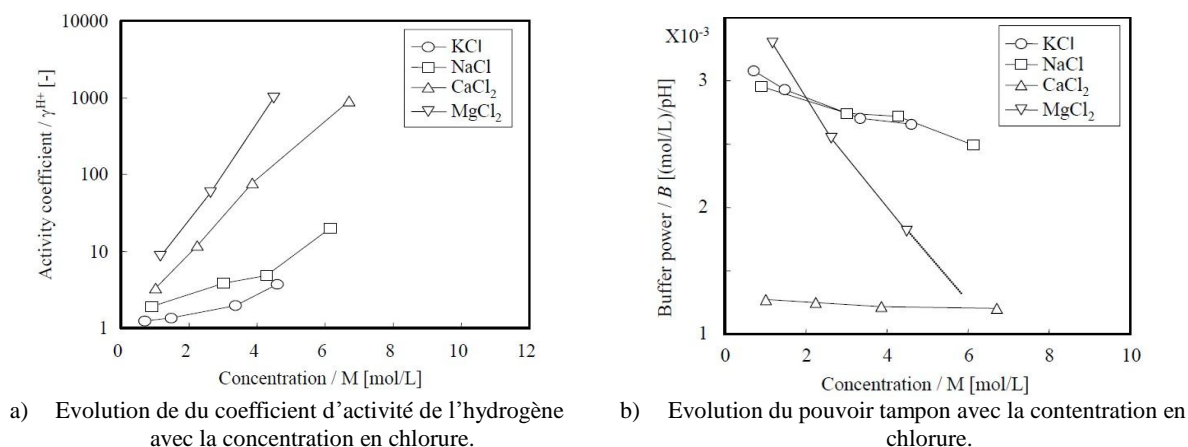 10000
1000
100
10
1
Activity coefficient / γᴴ⁺ [-]
KCl
NaCl
CaCl₂
MgCl₂
0 2 4 6 8 10 12
Concentration / M [mol/L]
a) Evolution de du coefficient d'activité de l'hydrogène
avec la concentration en chlorure.
X10⁻³
3
2
1
Buffer power / B [(mol/L)/pH]
KCl
NaCl
CaCl₂
MgCl₂
0 2 4 6 8 10
Concentration / M [mol/L]
b) Evolution du pouvoir tampon avec la contentration en
chlorure.